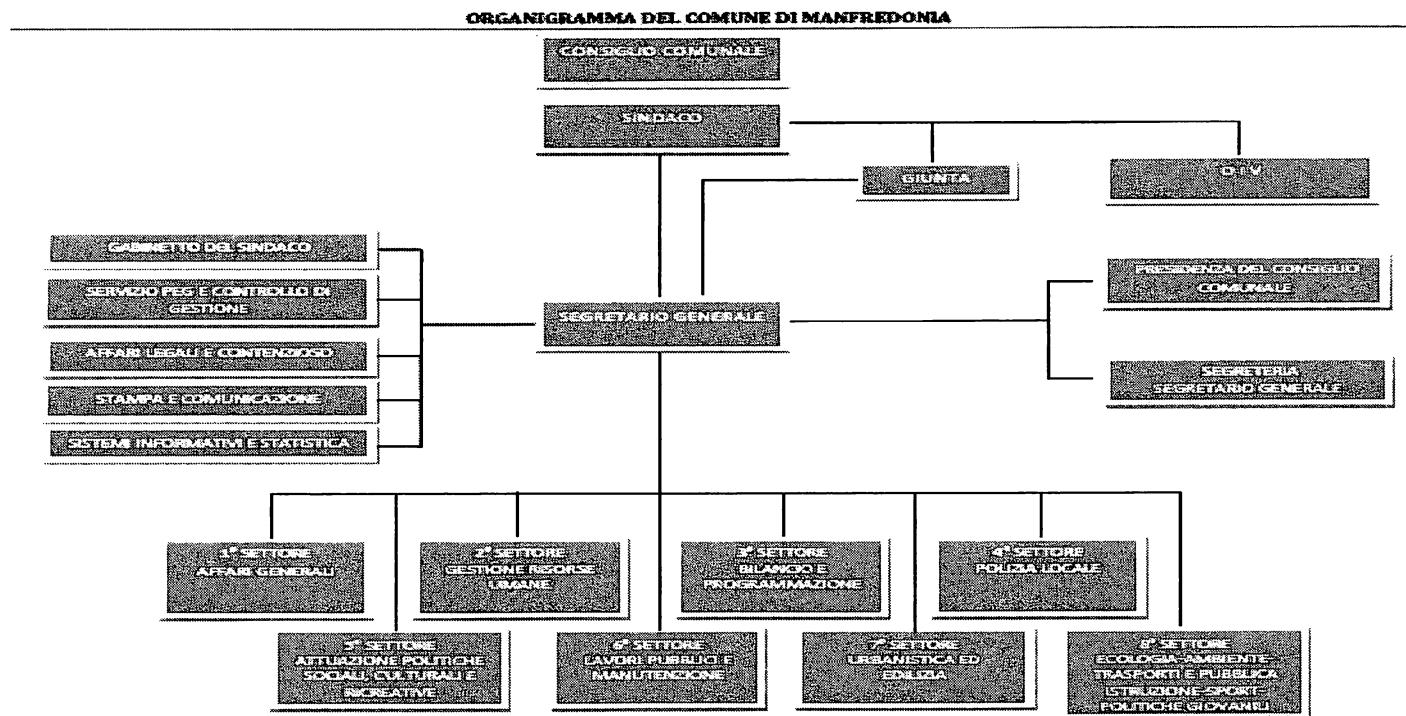 ORGANIGRAMMA DEL COMUNE DI MANFREDONIA
CONSIGLIO COMUNALE
SINDACO
GIUNTA
O I V
GABINETTO DEL SINDACO
SERVIZIO PEG E CONTROLLO DI
GESTIONE
AFFARI LEGALI E CONTENZIOSO
STAMPA E COMUNICAZIONE
SISTEMI INFORMATIVI E STATISTICA
SEGRETARIO GENERALE
PRESIDENZA DEL CONSIGLIO
COMUNALE
SEGRETERIA
SEGRETARIO GENERALE
1° SETTORE
AFFARI GENERALI
2° SETTORE
GESTIONE RISORSE
UMANE
3° SETTORE
BILANCIO E
PROGRAMMAZIONE
4° SETTORE
POLIZIA LOCALE
5° SETTORE
ATTUAZIONE POLITICHE
SOCIALI, CULTURALI E
RICREATIVE
6° SETTORE
LAVORI PUBBLICI E
MANUTENZIONE
7° SETTORE
URBANISTICA ED
EDILIZIA
8° SETTORE
ECOLOGIA-AMBIENTE-
TRASPORTI E PUBBLICA
ISTRUZIONE-SPORT-
POLITICHE GIOVANILI